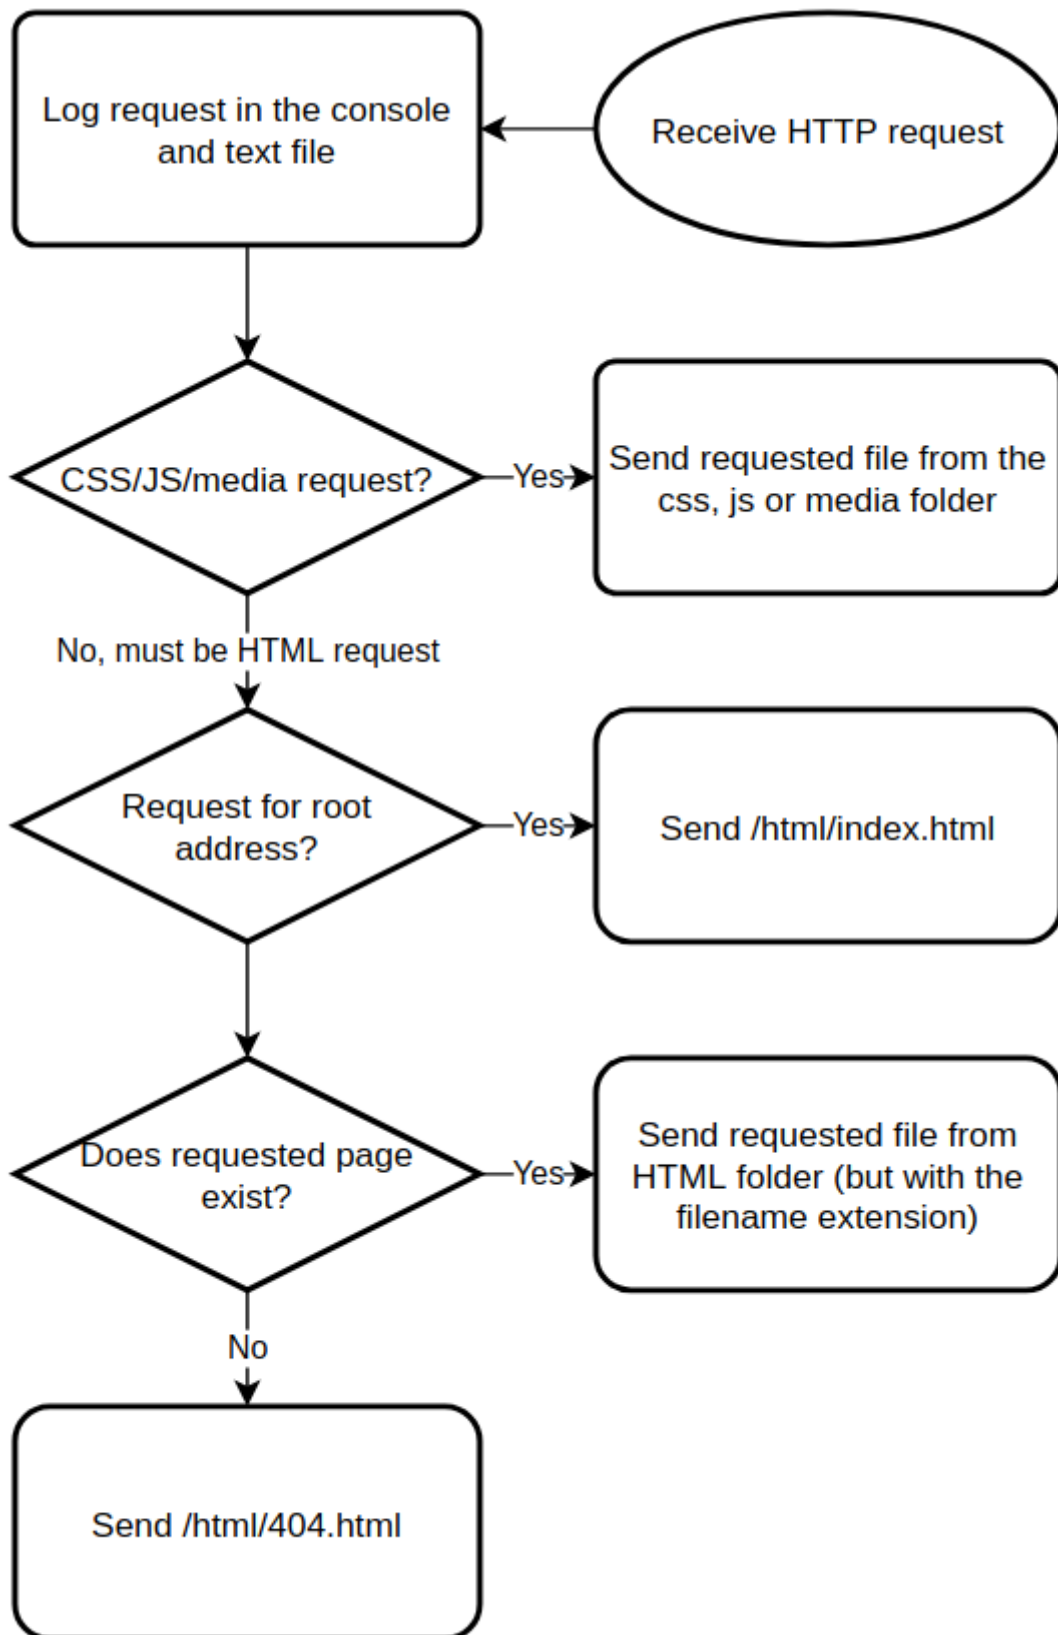 Log request in the console
and text file
Receive HTTP request
CSS/JS/media request?
Yes
Send requested file from the
css, js or media folder
No, must be HTML request
Request for root
address?
Yes
Send /html/index.html
Does requested page
exist?
Yes
Send requested file from
HTML folder (but with the
filename extension)
No
Send /html/404.html